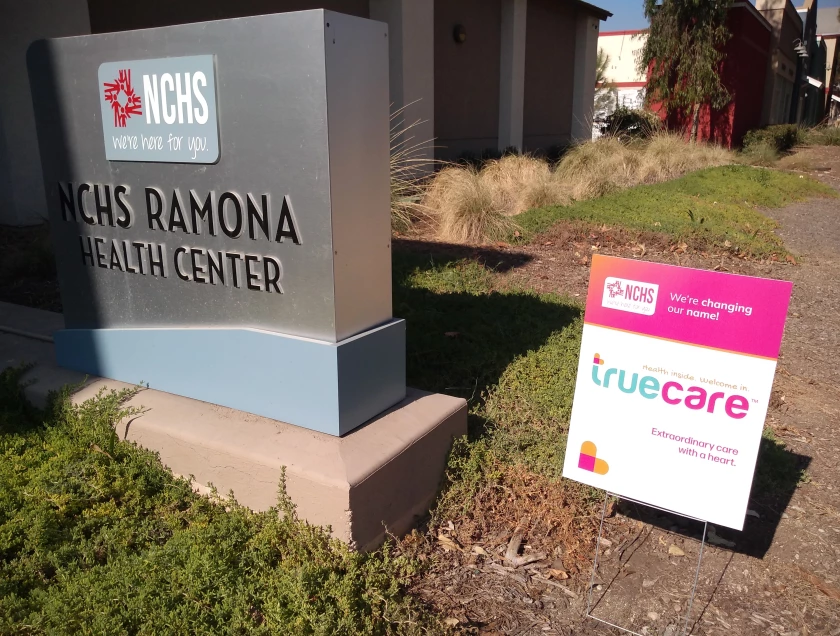 NCHS
we're here for you.
NCHS RAMONA
HEALTH CENTER
NCHS
We're changing
our name!
Health inside. Welcome in.
truecare™
Extraordinary care
with a heart.